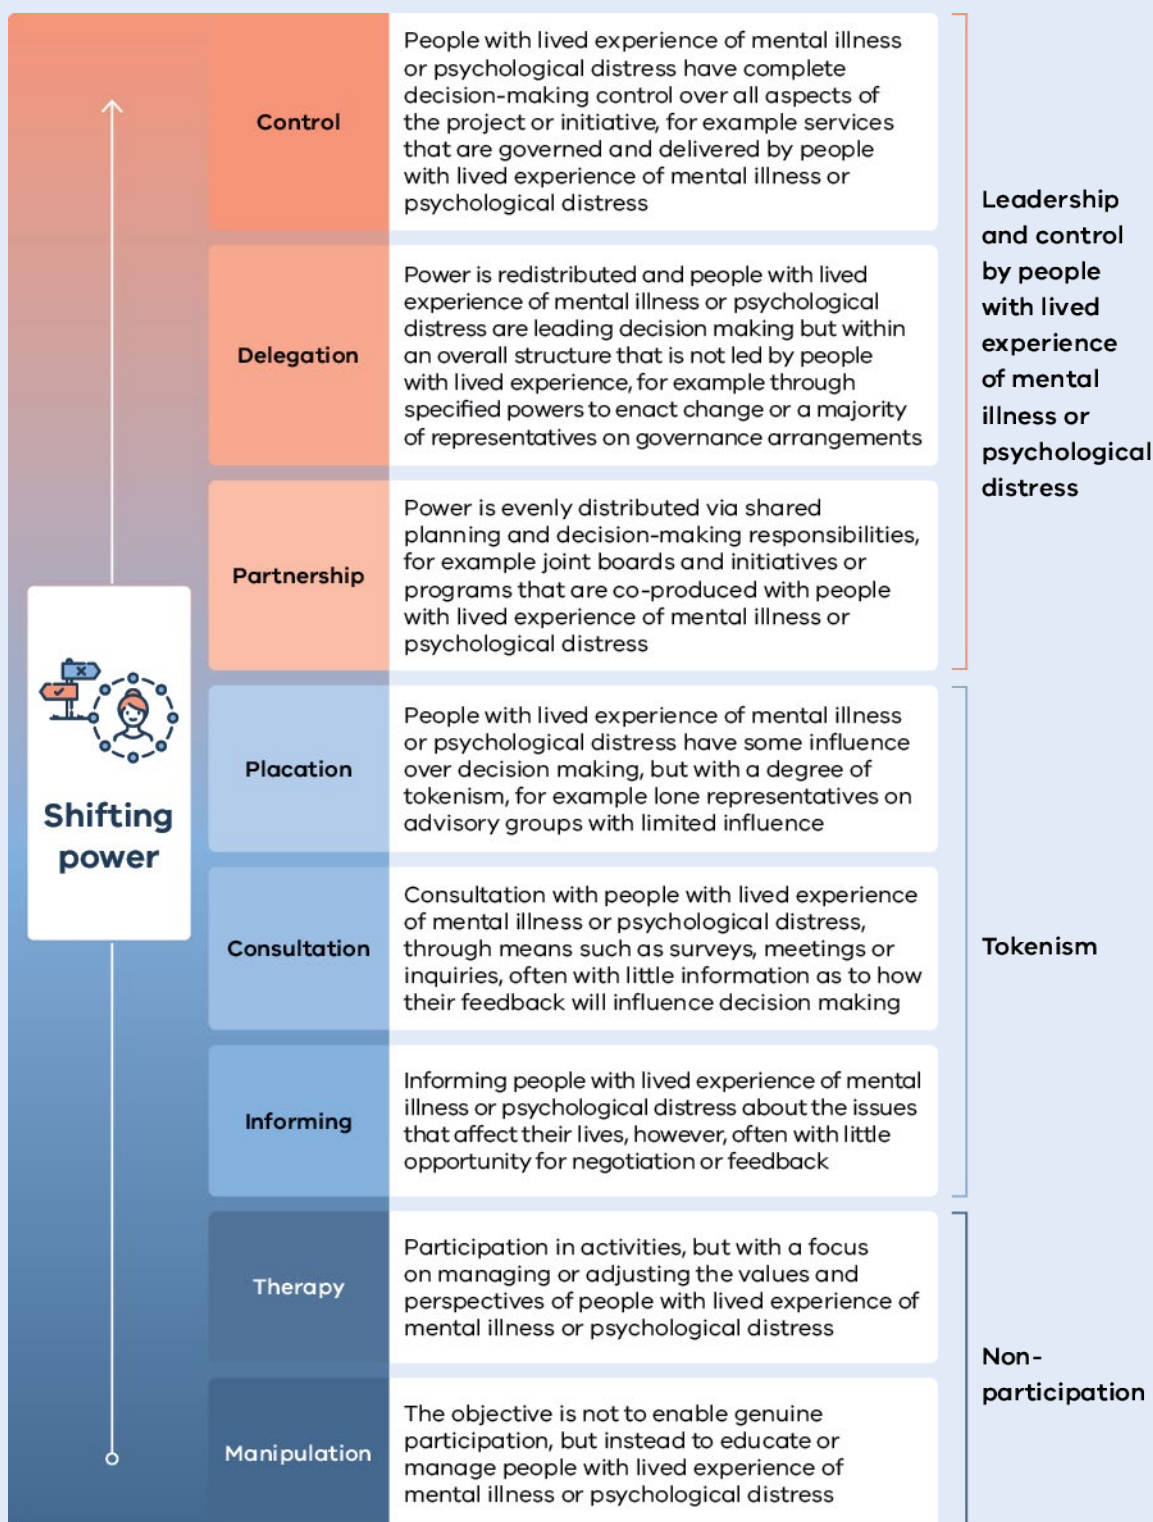 Control
People with lived experience of mental illness
or psychological distress have complete
decision-making control over all aspects of
the project or initiative, for example services
that are governed and delivered by people
with lived experience of mental illness or
psychological distress
Delegation
Power is redistributed and people with lived
experience of mental illness or psychological
distress are leading decision making but within
an overall structure that is not led by people
with lived experience, for example through
specified powers to enact change or a majority
of representatives on governance arrangements
Partnership
Power is evenly distributed via shared
planning and decision-making responsibilities,
for example joint boards and initiatives or
programs that are co-produced with people
with lived experience of mental illness or
psychological distress
Leadership
and control
by people
with lived
experience
of mental
illness or
psychological
distress
Shifting
power
Placation
People with lived experience of mental illness
or psychological distress have some influence
over decision making, but with a degree of
tokenism, for example lone representatives on
advisory groups with limited influence
Consultation
Consultation with people with lived experience
of mental illness or psychological distress,
through means such as surveys, meetings or
inquiries, often with little information as to how
their feedback will influence decision making
Informing
Informing people with lived experience of mental
illness or psychological distress about the issues
that affect their lives, however, often with little
opportunity for negotiation or feedback
Tokenism
Therapy
Participation in activities, but with a focus
on managing or adjusting the values and
perspectives of people with lived experience of
mental illness or psychological distress
Manipulation
The objective is not to enable genuine
participation, but instead to educate or
manage people with lived experience of
mental illness or psychological distress
Non-
participation